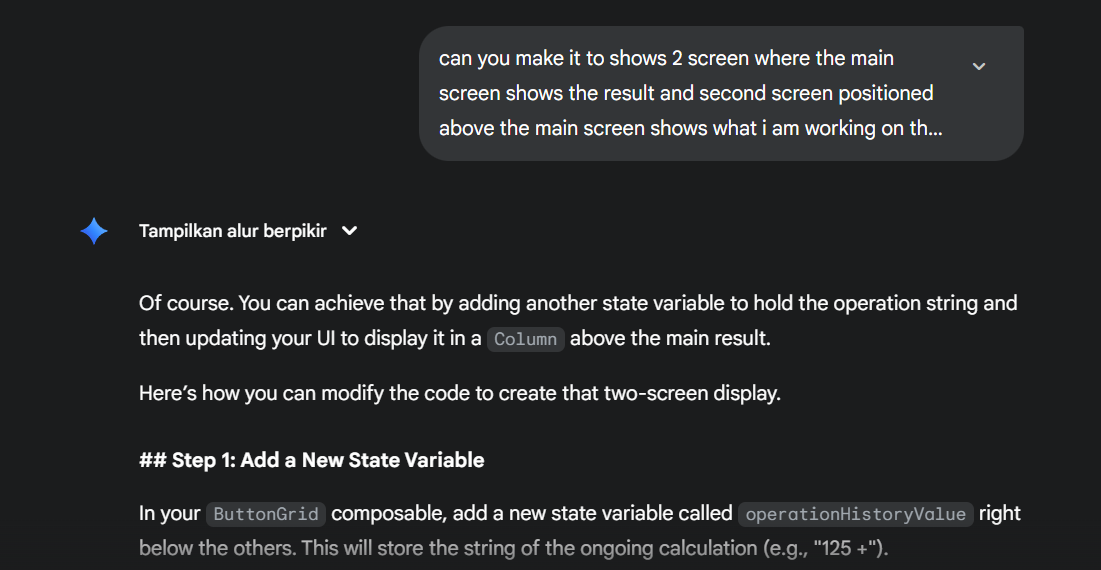 can you make it to shows 2 screen where the main
screen shows the result and second screen positioned
above the main screen shows what i am working on th...
Tampilkan alur berpikir
Of course. You can achieve that by adding another state variable to hold the operation string and
then updating your UI to display it in a Column above the main result.
Here’s how you can modify the code to create that two-screen display.
## Step 1: Add a New State Variable
In your ButtonGrid composable, add a new state variable called operationHistoryValue right
below the others. This will store the string of the ongoing calculation (e.g., "125 +").